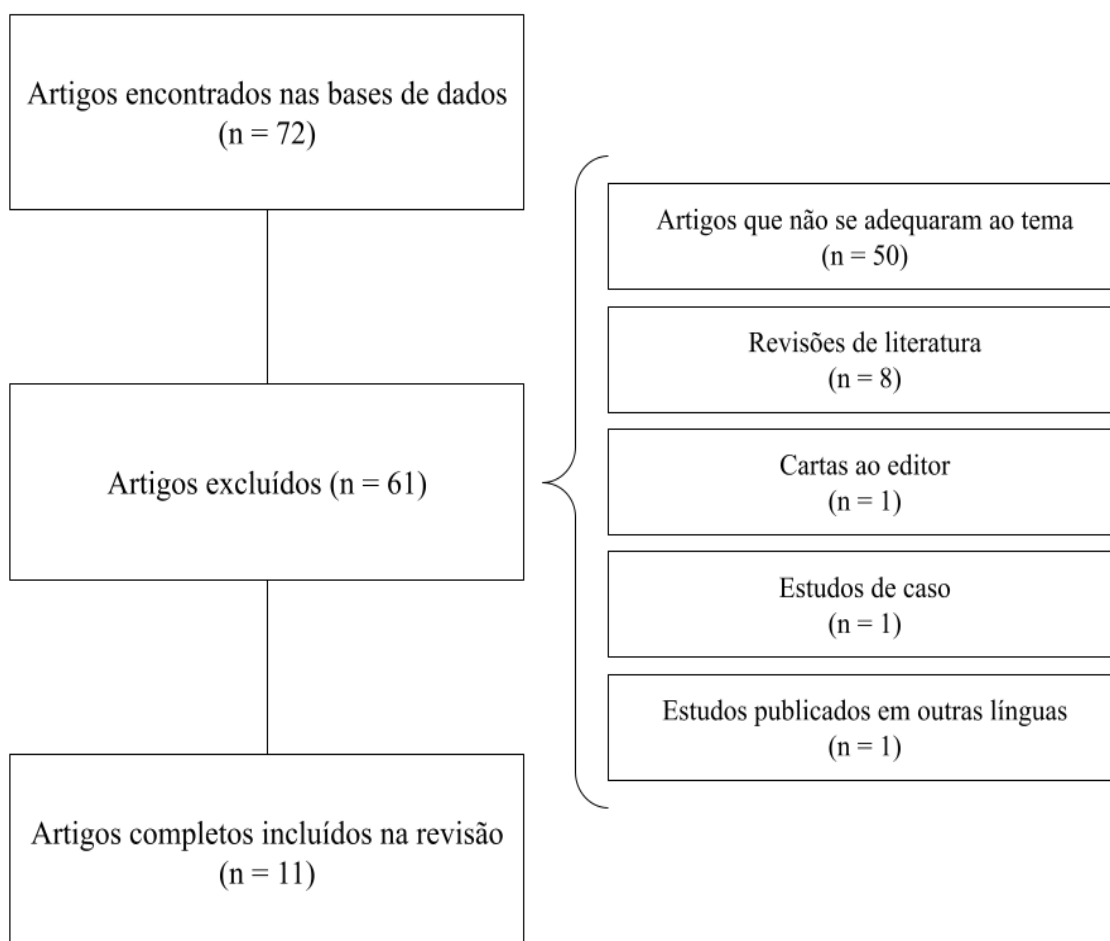 Artigos encontrados nas bases de dados
(n = 72)
Artigos que não se adequaram ao tema
(n = 50)
Revisões de literatura
(n = 8)
Artigos excluídos (n = 61)
Cartas ao editor
(n = 1)
Estudos de caso
(n = 1)
Estudos publicados em outras línguas
(n = 1)
Artigos completos incluídos na revisão
(n = 11)